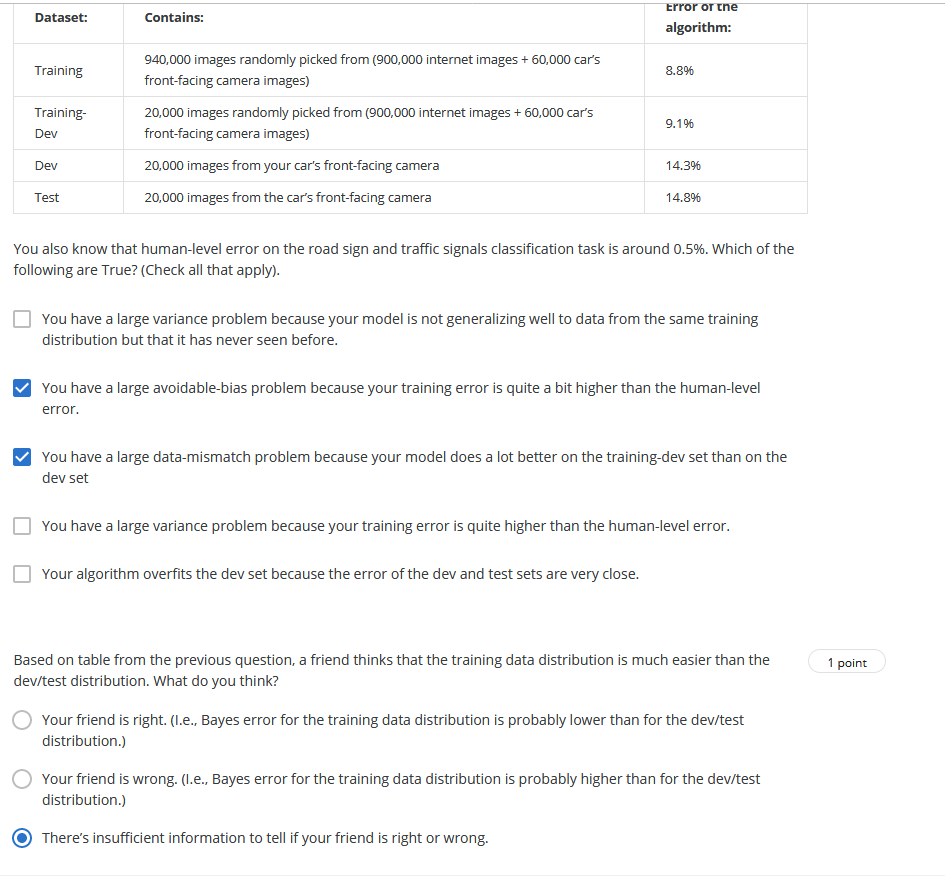 Dataset: Contains: Error of the
algorithm:
Training 940,000 images randomly picked from (900,000 internet images + 60,000 car's
front-facing camera images) 8.8%
Training-
Dev 20,000 images randomly picked from (900,000 internet images + 60,000 car's
front-facing camera images) 9.1%
Dev 20,000 images from your car's front-facing camera 14.3%
Test 20,000 images from the car's front-facing camera 14.8%
You also know that human-level error on the road sign and traffic signals classification task is around 0.5%. Which of the
following are True? (Check all that apply).
You have a large variance problem because your model is not generalizing well to data from the same training
distribution but that it has never seen before.
You have a large avoidable-bias problem because your training error is quite a bit higher than the human-level
error.
You have a large data-mismatch problem because your model does a lot better on the training-dev set than on the
dev set
You have a large variance problem because your training error is quite higher than the human-level error.
Your algorithm overfits the dev set because the error of the dev and test sets are very close.
Based on table from the previous question, a friend thinks that the training data distribution is much easier than the
dev/test distribution. What do you think?
1 point
Your friend is right. (I.e., Bayes error for the training data distribution is probably lower than for the dev/test
distribution.)
Your friend is wrong. (I.e., Bayes error for the training data distribution is probably higher than for the dev/test
distribution.)
There's insufficient information to tell if your friend is right or wrong.